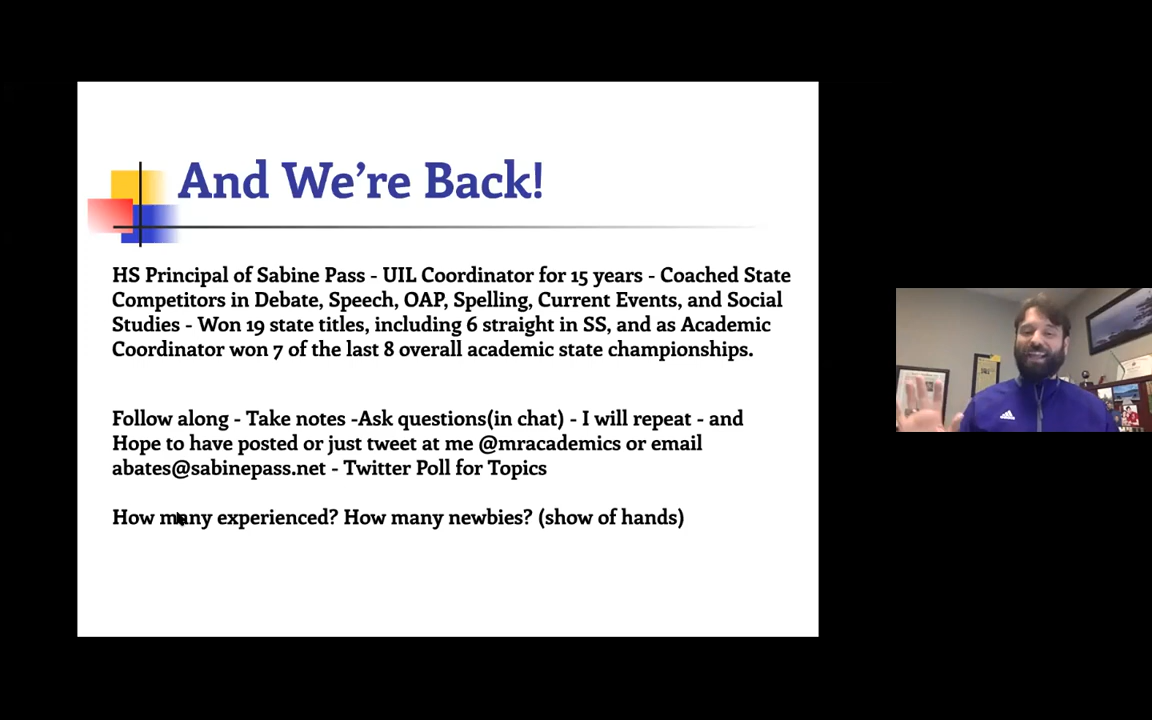 And We’re Back!
HS Principal of Sabine Pass - UIL Coordinator for 15 years - Coached State
Competitors in Debate, Speech, OAP, Spelling, Current Events, and Social
Studies - Won 19 state titles, including 6 straight in SS, and as Academic
Coordinator won 7 of the last 8 overall academic state championships.
Follow along - Take notes -Ask questions(in chat) - I will repeat - and
Hope to have posted or just tweet at me @mracademics or email
abates@sabinepass.net - Twitter Poll for Topics
How many experienced? How many newbies? (show of hands)